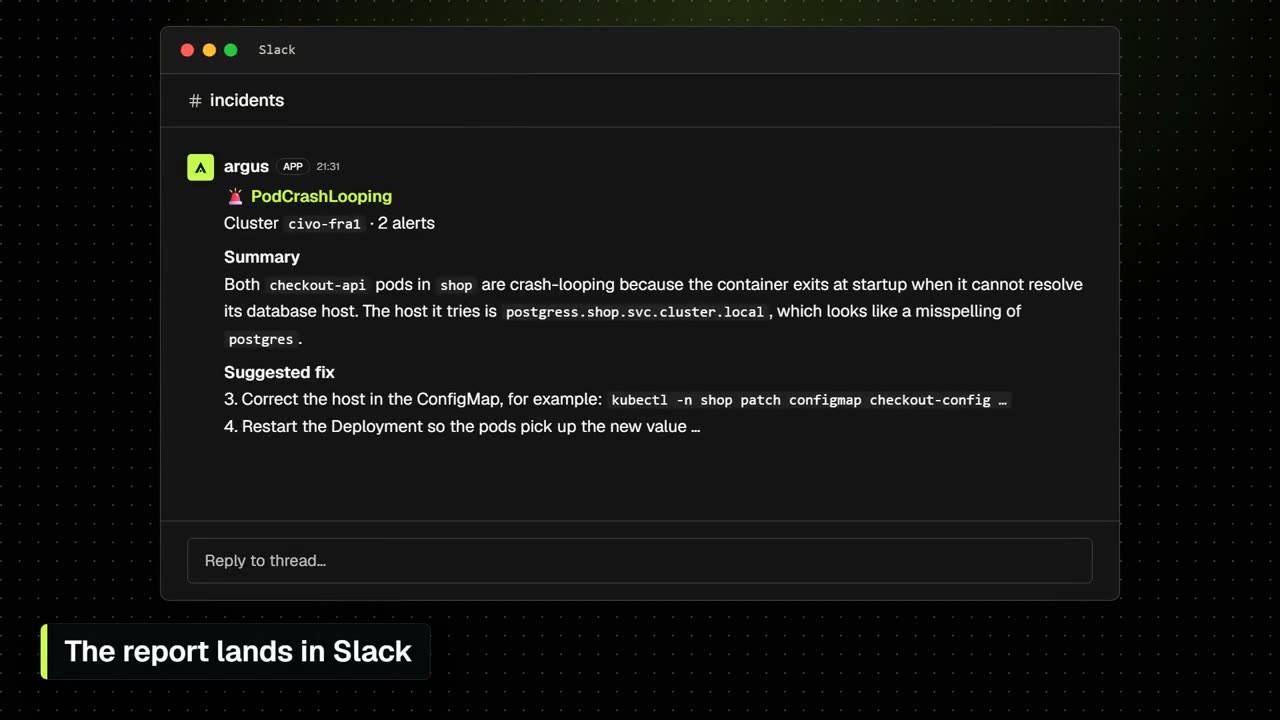 Slack
# incidents
argus APP 21:31
🚨 PodCrashLooping
Cluster civo-fra1 · 2 alerts
Summary
Both checkout-api pods in shop are crash-looping because the container exits at startup when it cannot resolve
its database host. The host it tries is postgress.shop.svc.cluster.local, which looks like a misspelling of
postgres.
Suggested fix
3. Correct the host in the ConfigMap, for example: kubectl -n shop patch configmap checkout-config …
4. Restart the Deployment so the pods pick up the new value …
Reply to thread…
The report lands in Slack